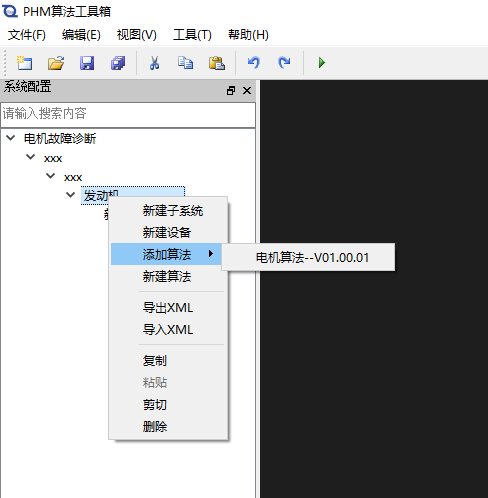 PHM算法工具箱
文件(F) 编辑(E) 视图(V) 工具(T) 帮助(H)
系统配置
请输入搜索内容
电机故障诊断
xxx
xxx
发动机
新建子系统
新建设备
添加算法
电机算法--V01.00.01
新建算法
导出XML
导入XML
复制
粘贴
剪切
删除